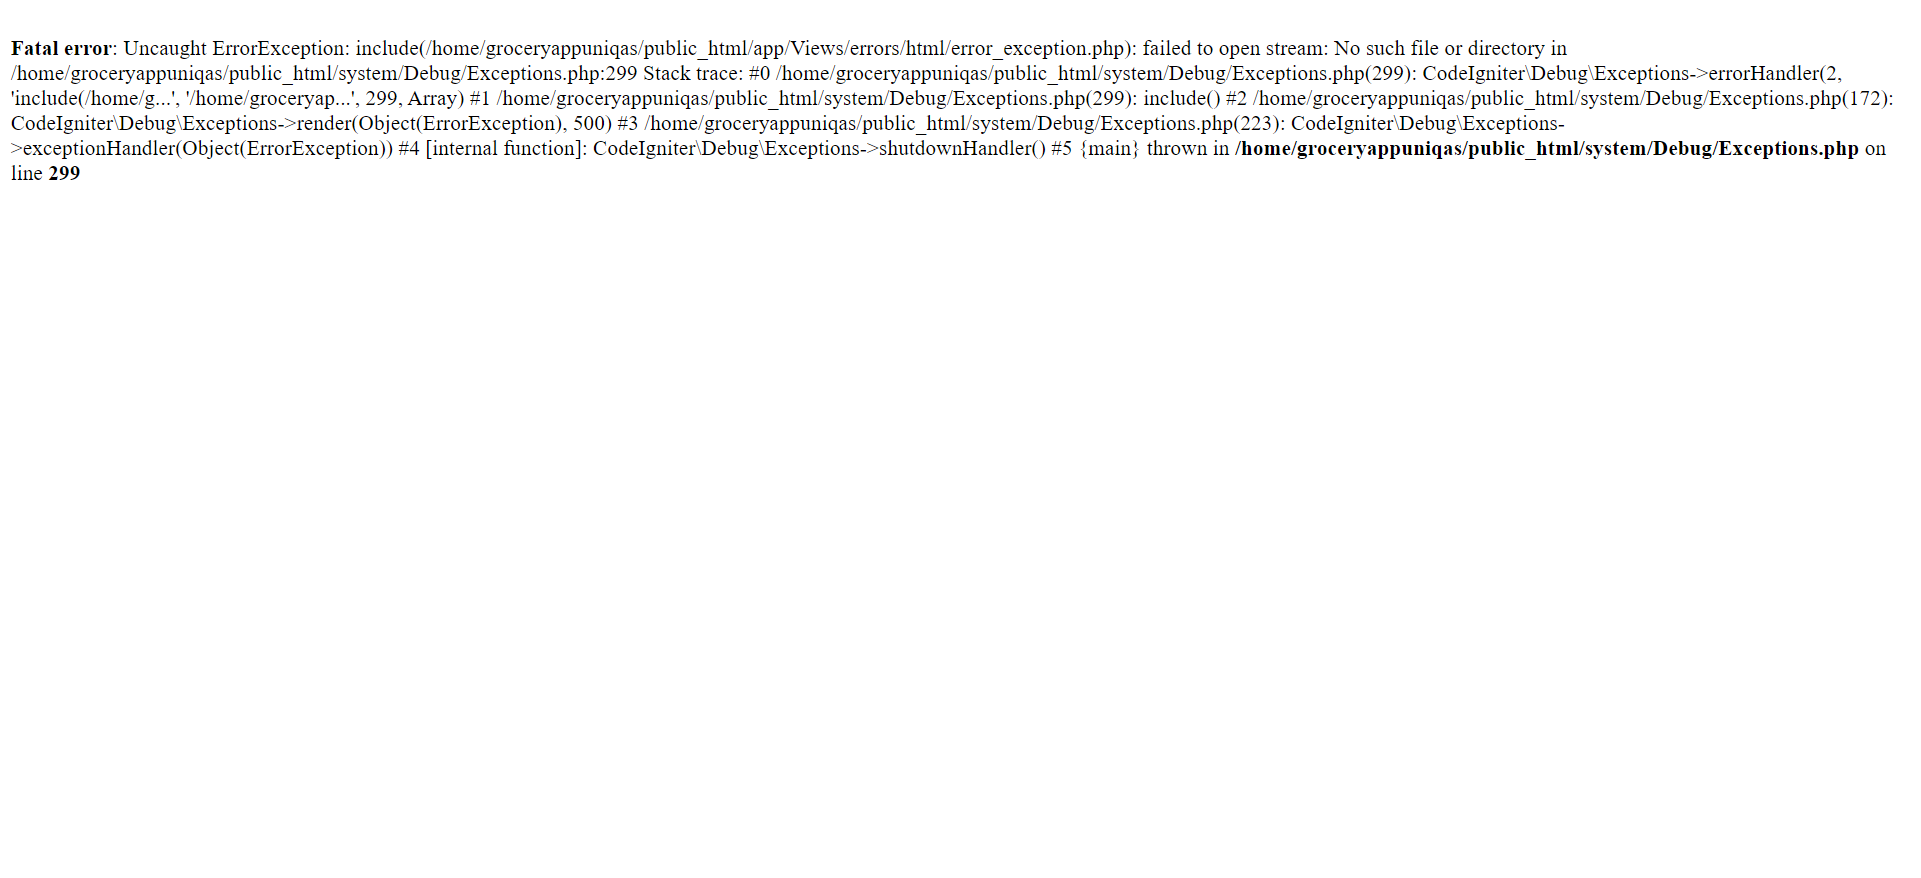 Fatal error: Uncaught ErrorException: include(/home/groceryappuniqas/public_html/app/Views/errors/html/error_exception.php): failed to open stream: No such file or directory in
/home/groceryappuniqas/public_html/system/Debug/Exceptions.php:299 Stack trace: #0 /home/groceryappuniqas/public_html/system/Debug/Exceptions.php(299): CodeIgniter\Debug\Exceptions->errorHandler(2,
'include(/home/g...', '/home/groceryap...', 299, Array) #1 /home/groceryappuniqas/public_html/system/Debug/Exceptions.php(299): include() #2 /home/groceryappuniqas/public_html/system/Debug/Exceptions.php(172):
CodeIgniter\Debug\Exceptions->render(Object(ErrorException), 500) #3 /home/groceryappuniqas/public_html/system/Debug/Exceptions.php(223): CodeIgniter\Debug\Exceptions-
>exceptionHandler(Object(ErrorException)) #4 [internal function]: CodeIgniter\Debug\Exceptions->shutdownHandler() #5 {main} thrown in /home/groceryappuniqas/public_html/system/Debug/Exceptions.php on
line 299